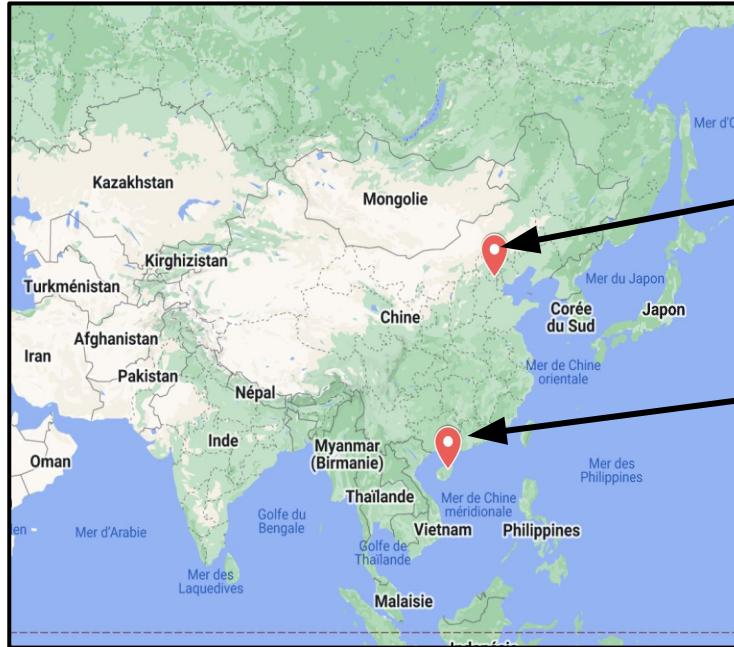 Mer d'O
Kazakhstan
Mongolie
Kirghizistan
Turkménistan
Mer du Japon
Chine
Corée
du Sud
Japon
Afghanistan
Iran
Pakistan
Mer de Chine
orientale
Népal
Inde
Myanmar
(Birmanie)
Oman
Mer des
Philippines
Thaïlande
Mer de Chine
méridionale
Golfe du
Bengale
Mer d'Arabie
en
Vietnam
Philippines
Golfe de
Thaïlande
Mer des
Laquedives
Malaisie
Indonésie